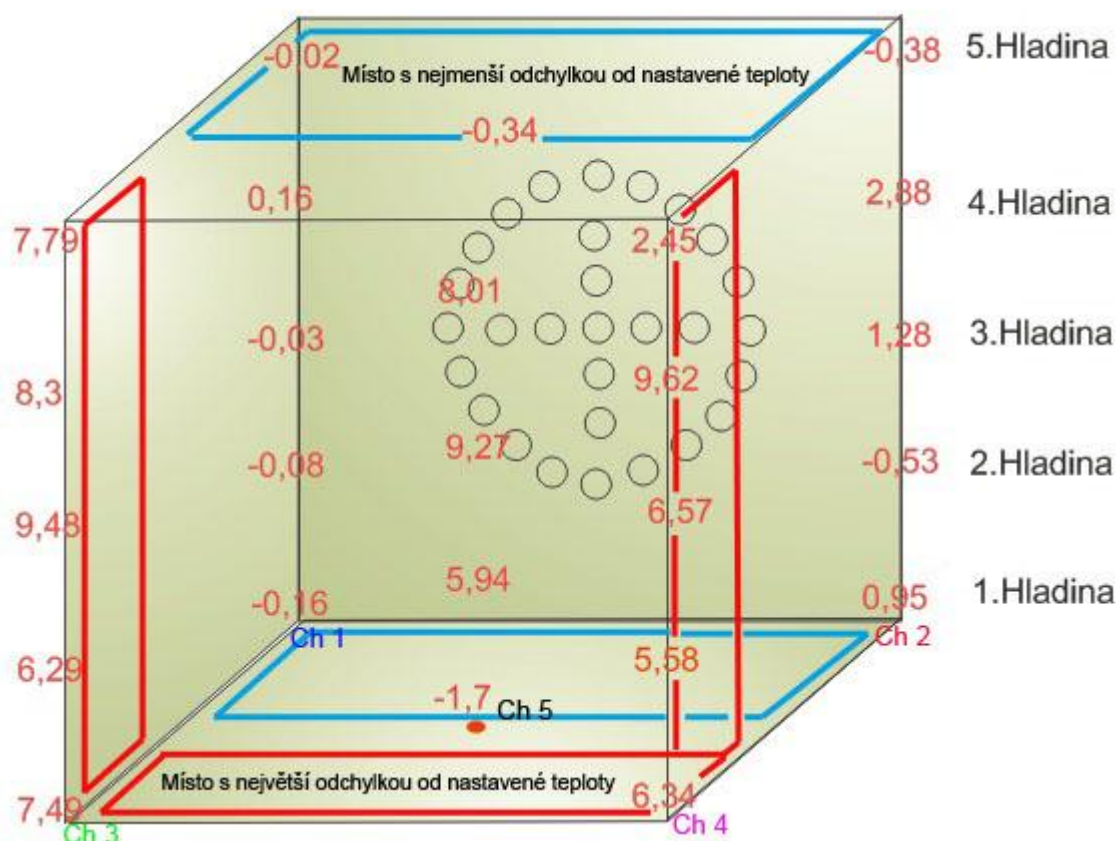 -0,02
-0,38
5.Hladina
Místo s nejmenší odchylkou od nastavené teploty
-0,34
0,16
2,88
4.Hladina
7,79
2,45
8,01
-0,03
1,28
3.Hladina
8,3
9,62
9,27
-0,08
-0,53
2.Hladina
9,48
6,57
5,94
-0,16
0,95
1.Hladina
Ch 1
Ch 2
6,29
5,58
-1,7
Ch 5
Místo s největší odchylkou od nastavené teploty
7,49
6,34
Ch 3
Ch 4